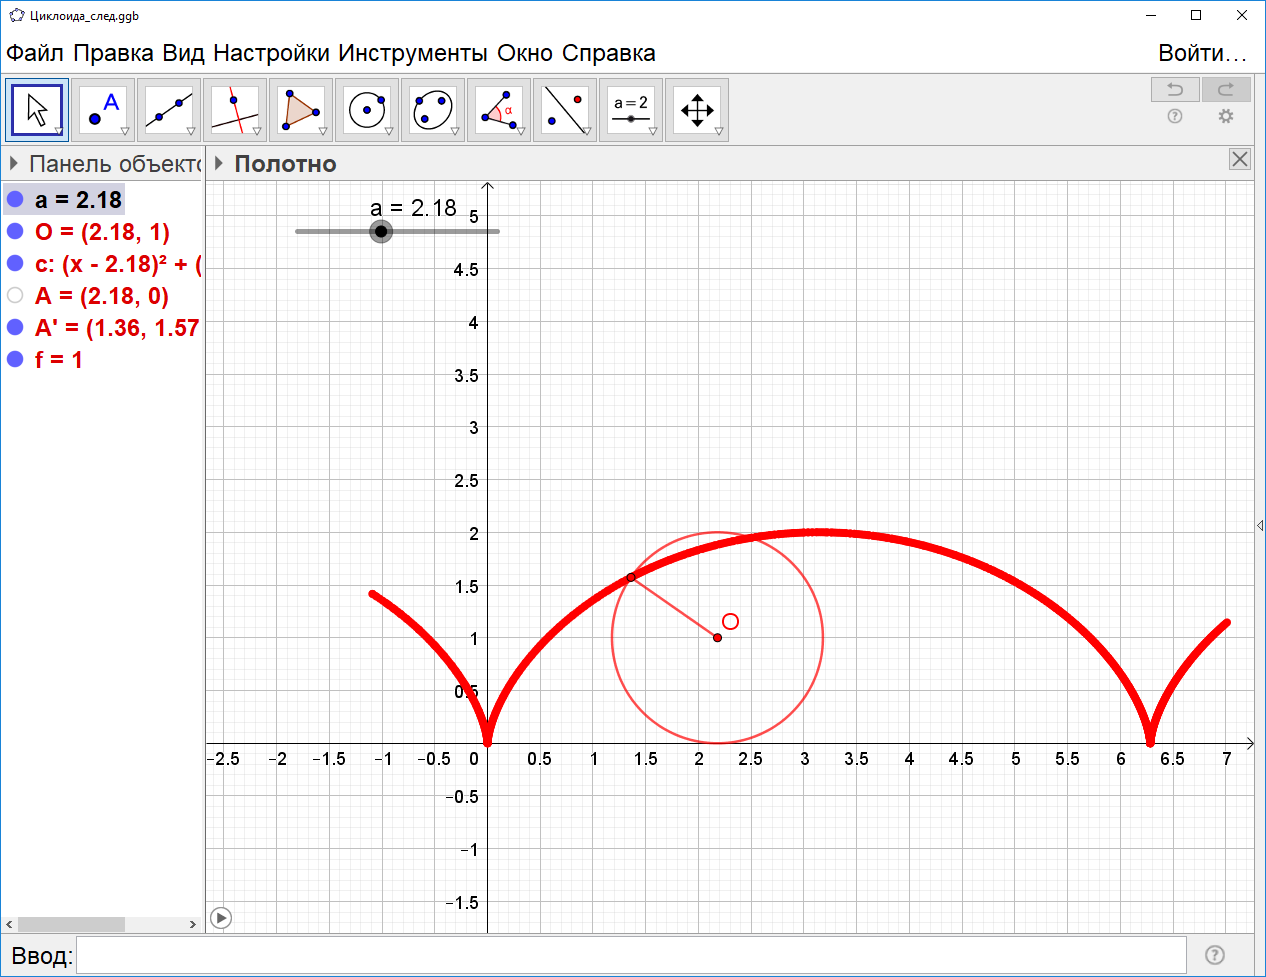 Циклоида_след.ggb
Файл Правка Вид Настройки Инструменты Окно Справка Войти…
A α a=2
Панель объекто
Полотно
a = 2.18
O = (2.18, 1)
c: (x - 2.18)² + (
A = (2.18, 0)
A' = (1.36, 1.57
f = 1
a = 2.18
5
4.5
4
3.5
3
2.5
2
1.5
1
0.5
O
−2.5 −2 −1.5 −1 −0.5 0 0.5 1 1.5 2 2.5 3 3.5 4 4.5 5 5.5 6 6.5 7
−0.5
−1
−1.5
Ввод:
?